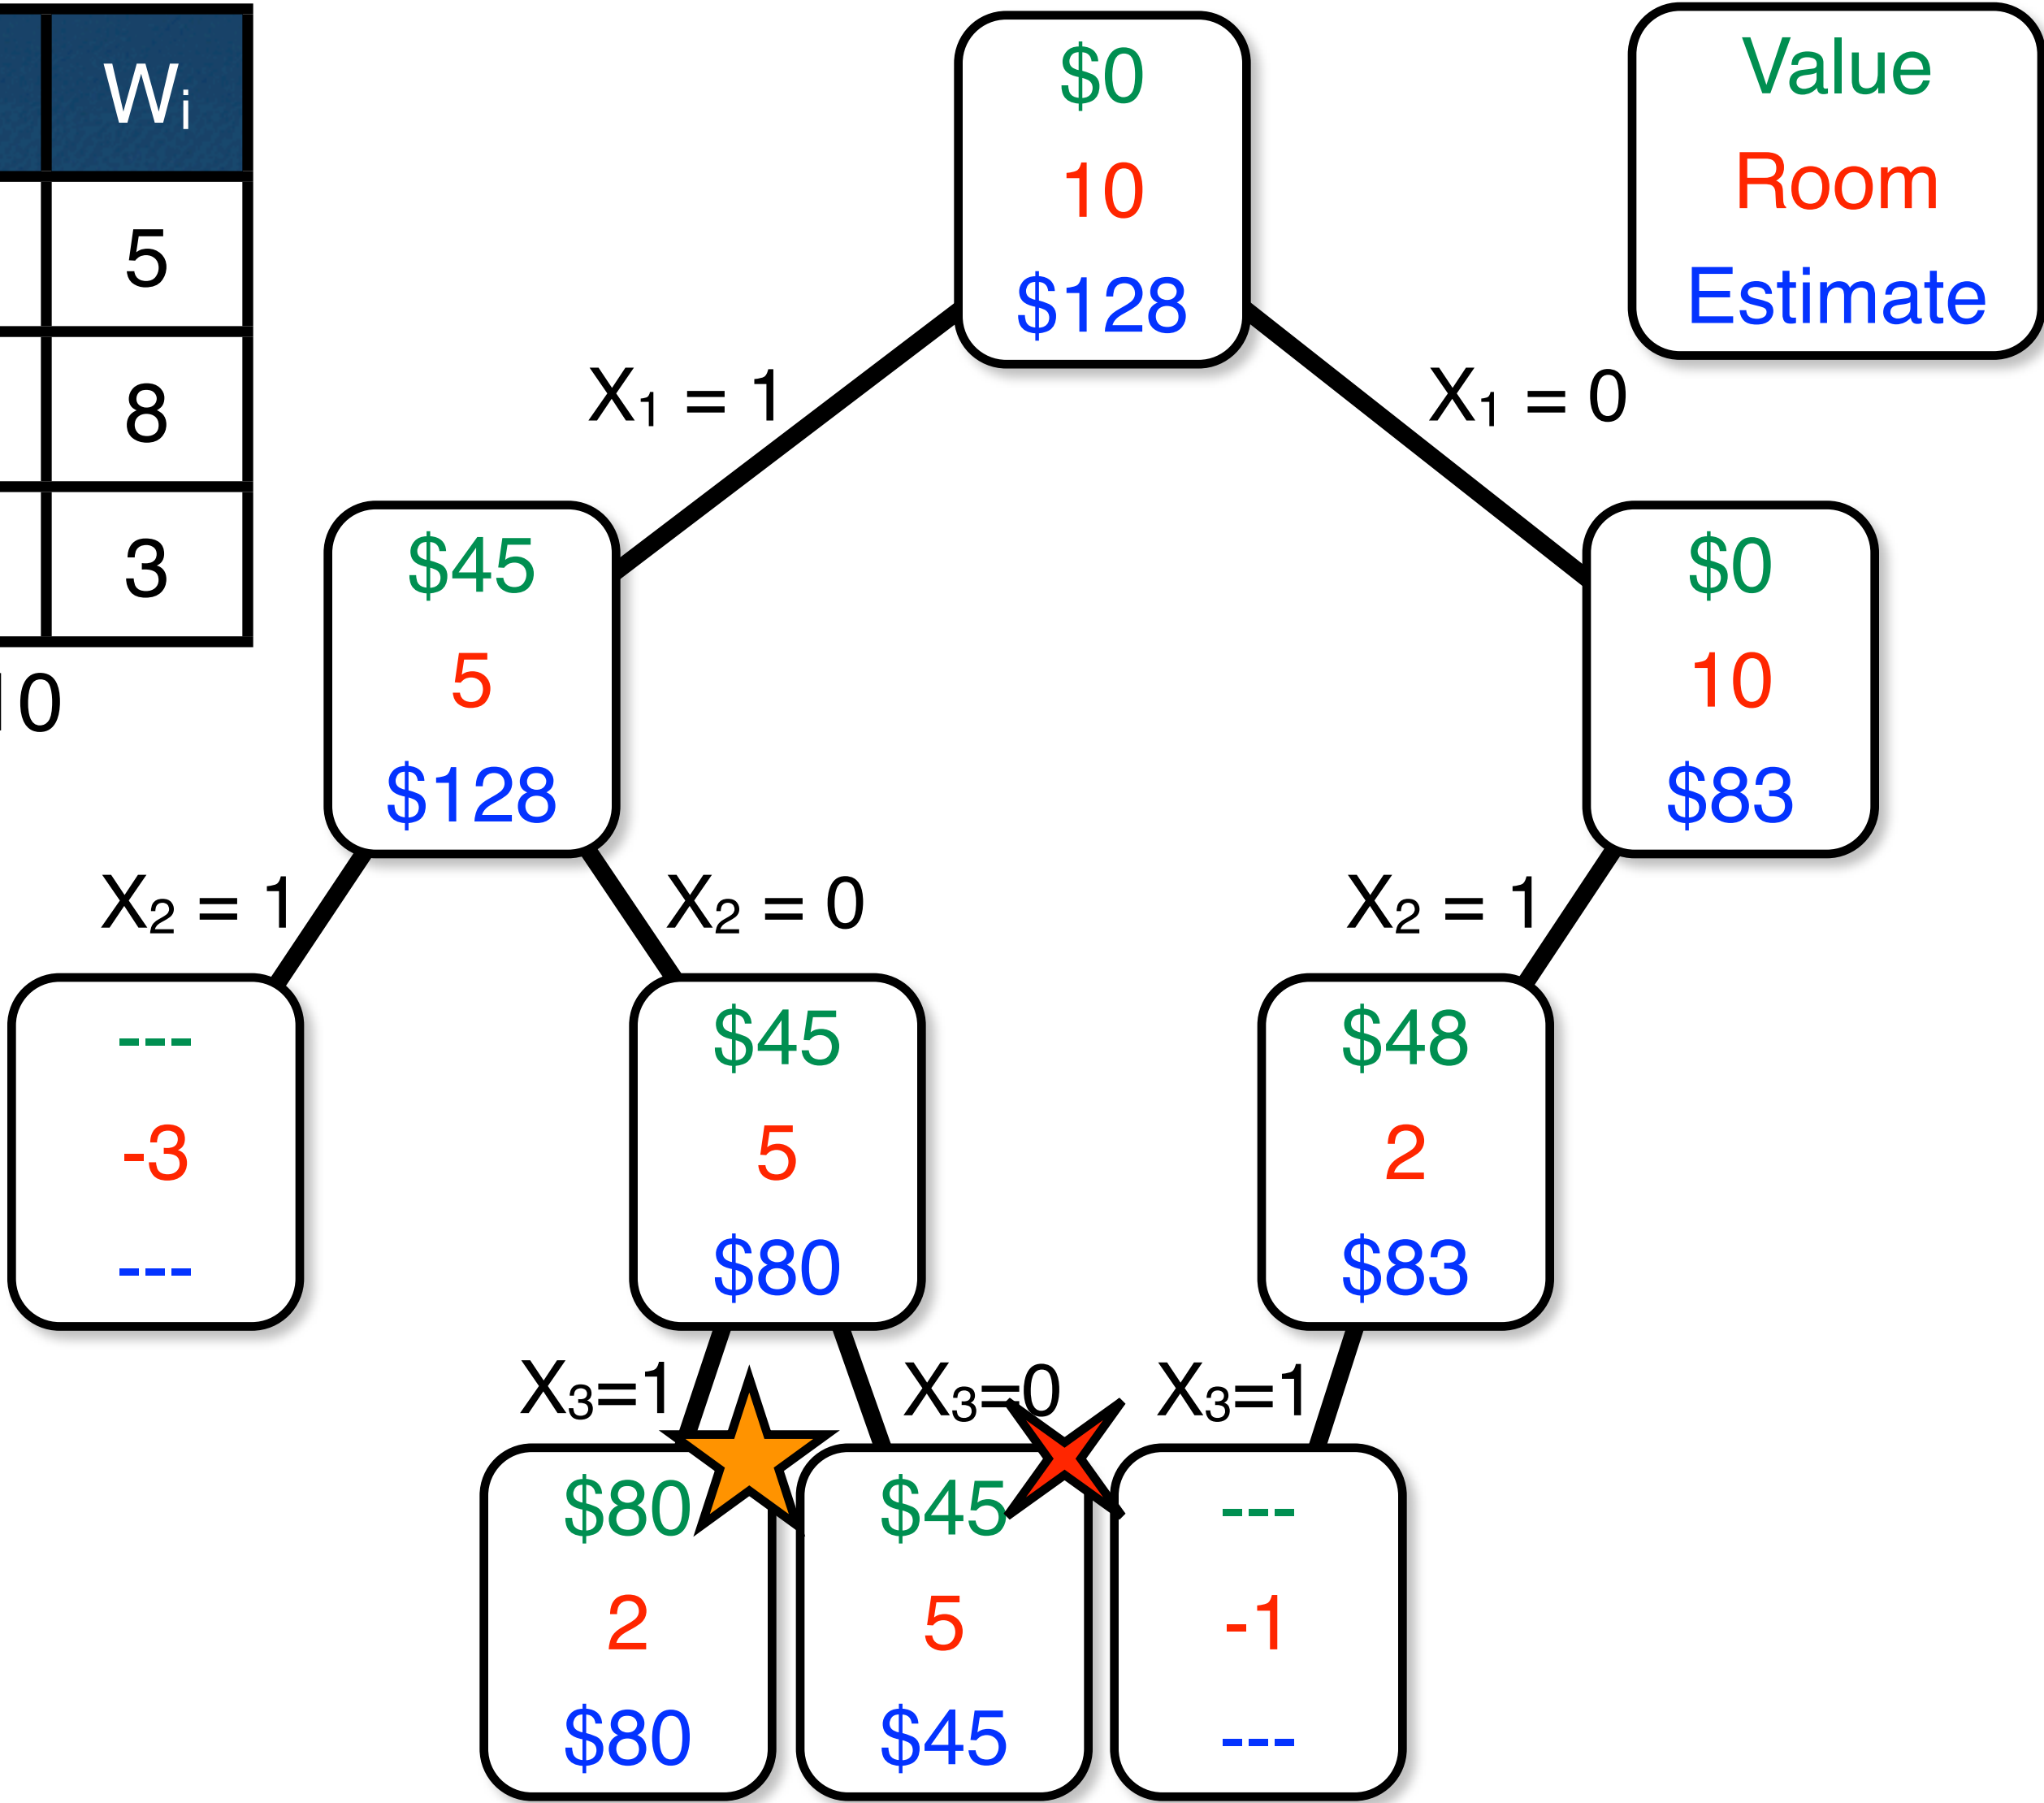 Wi
5
8
3
10
Value
Room
Estimate
$0
10
$128
X1 = 1
X1 = 0
$45
5
$128
$0
10
$83
X2 = 1
X2 = 0
X2 = 1
---
-3
---
$45
5
$80
$48
2
$83
X3=1
X3=0
X3=1
$80
2
$80
$45
5
$45
---
-1
---